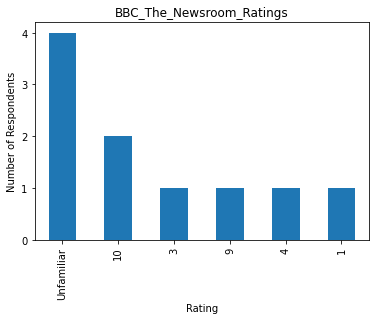 BBC_The_Newsroom_Ratings
Number of Respondents
4
3
2
1
0
Unfamiliar
10
3
9
4
1
Rating